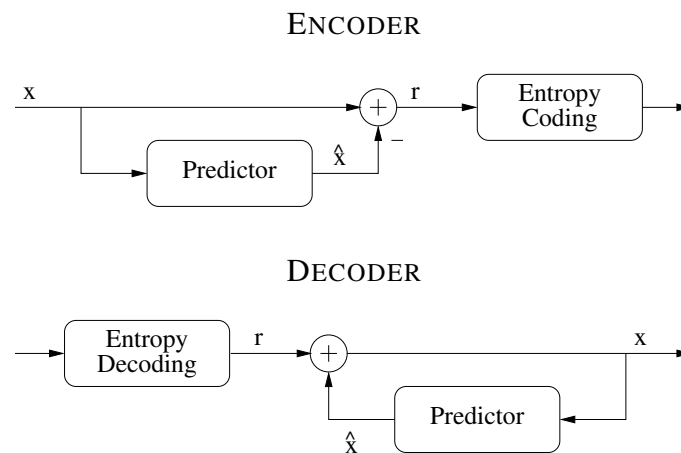 ENCODER
x
r
Entropy
Coding
+
−
x̂
Predictor
DECODER
Entropy
Decoding
r
+
x
Predictor
x̂